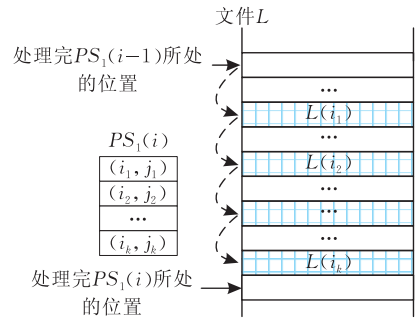 文件L
处理完PS₁(i−1)所处
的位置
...
L(i₁)
...
PS₁(i)
(i₁, j₁)
L(i₂)
(i₂, j₂)
...
...
...
(iₖ, jₖ)
...
L(iₖ)
处理完PS₁(i)所处
的位置